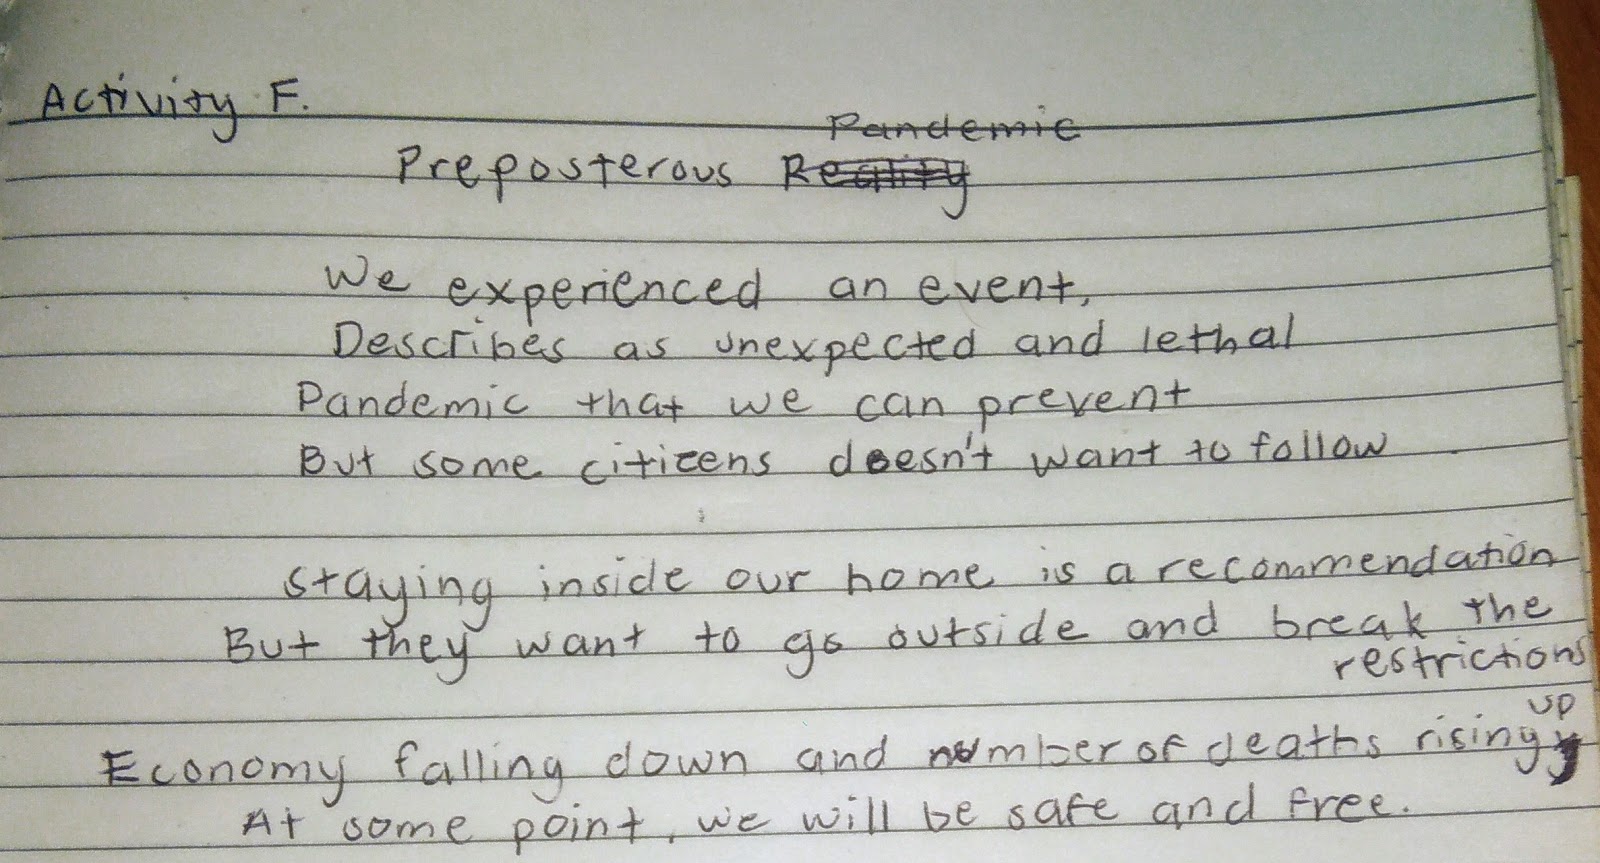 Activity F.
Pandemic
Preposterous Reality
We experienced an event,
Describes as unexpected and lethal
Pandemic that we can prevent
But some citizens doesn't want to follow
Staying inside our home is a recommendation
But they want to go outside and break the
restrictions
up
Economy falling down and number of deaths rising
At some point, we will be safe and free.